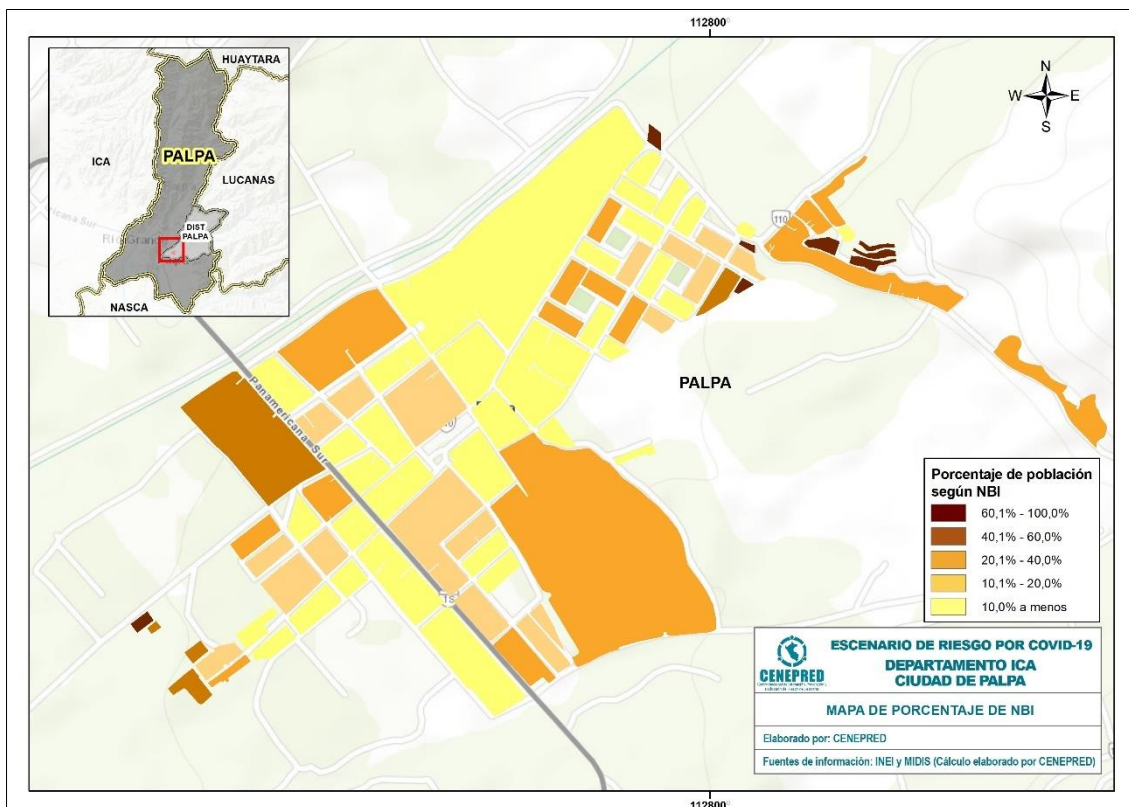 112800
HUAYTARA
PALPA
ICA
LUCANAS
DIST
PALPA
NASCA
N
W E
S
110
Panamericana Sur
PALPA
1S
Porcentaje de población
según NBI
60,1% - 100,0%
40,1% - 60,0%
20,1% - 40,0%
10,1% - 20,0%
10,0% a menos
CENEPRED
ESCENARIO DE RIESGO POR COVID-19
DEPARTAMENTO ICA
CIUDAD DE PALPA
MAPA DE PORCENTAJE DE NBI
Elaborado por: CENEPRED
Fuentes de información: INEI y MIDIS (Cálculo elaborado por CENEPRED)
112800